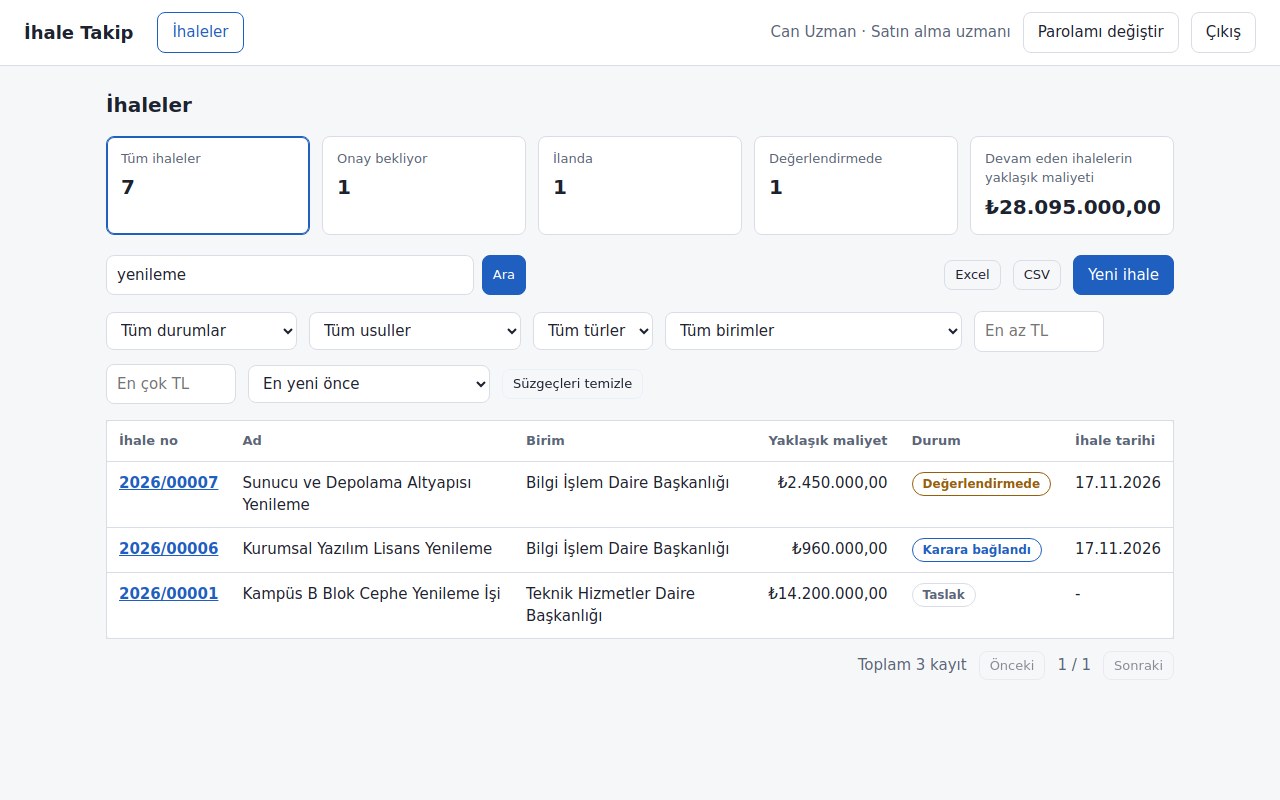 İhale Takip
İhaleler
Can Uzman · Satın alma uzmanı
Parolamı değiştir
Çıkış
İhaleler
Tüm ihaleler
7
Onay bekliyor
1
İlanda
1
Değerlendirmede
1
Devam eden ihalelerin
yaklaşık maliyeti
₺28.095.000,00
yenileme
Ara
Excel
CSV
Yeni ihale
Tüm durumlar
Tüm usuller
Tüm türler
Tüm birimler
En az TL
En çok TL
En yeni önce
Süzgeçleri temizle
İhale no Ad Birim Yaklaşık maliyet Durum İhale tarihi
2026/00007 Sunucu ve Depolama Altyapısı Bilgi İşlem Daire Başkanlığı ₺2.450.000,00 Değerlendirmede 17.11.2026
Yenileme
2026/00006 Kurumsal Yazılım Lisans Yenileme Bilgi İşlem Daire Başkanlığı ₺960.000,00 Karara bağlandı 17.11.2026
2026/00001 Kampüs B Blok Cephe Yenileme İşi Teknik Hizmetler Daire ₺14.200.000,00 Taslak -
Başkanlığı
Toplam 3 kayıt Önceki 1 / 1 Sonraki